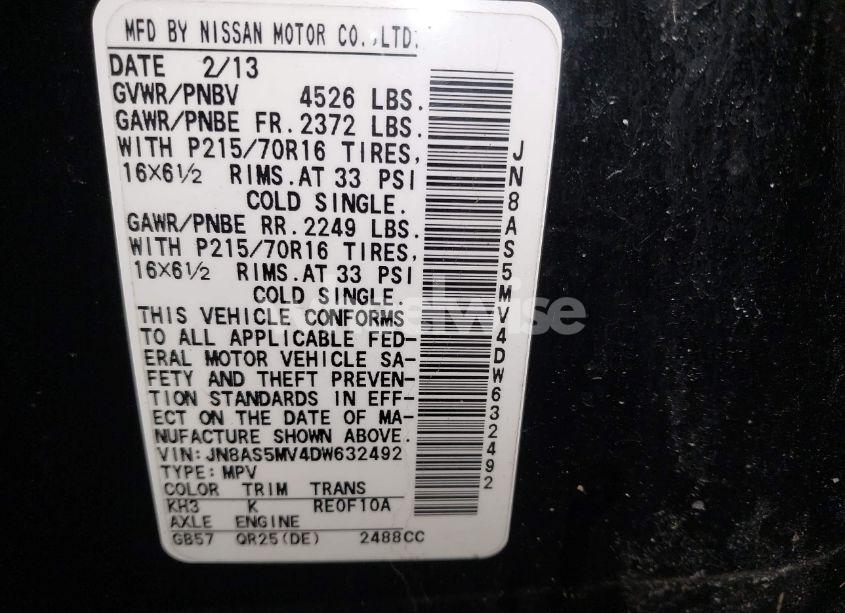 MFD BY NISSAN MOTOR CO.,LTD.
DATE 2/13
GVWR/PNBV 4526 LBS.
GAWR/PNBE FR. 2372 LBS.
WITH P215/70R16 TIRES,
16X6½ RIMS. AT 33 PSI
COLD SINGLE.
GAWR/PNBE RR. 2249 LBS.
WITH P215/70R16 TIRES,
16X6½ RIMS. AT 33 PSI
COLD SINGLE.
THIS VEHICLE CONFORMS
TO ALL APPLICABLE FED-
ERAL MOTOR VEHICLE SA-
FETY AND THEFT PREVEN-
TION STANDARDS IN EFF-
ECT ON THE DATE OF MA-
NUFACTURE SHOWN ABOVE.
VIN: JN8AS5MV4DW632492
TYPE: MPV
COLOR TRIM TRANS
KH3 K RE0F10A
AXLE ENGINE
GB57 QR25(DE) 2488CC
JN8AS5MV4DW632492